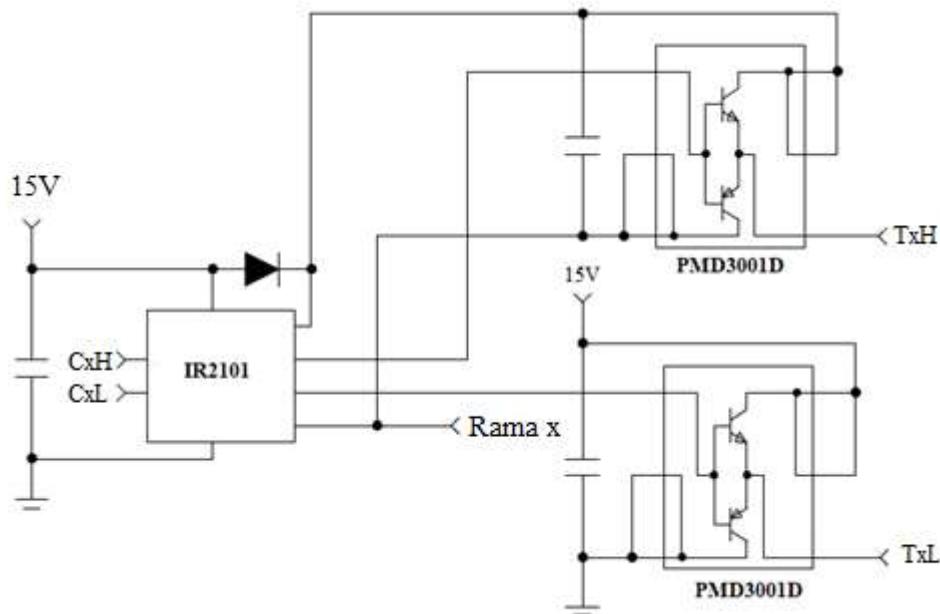 15V
CxH
CxL
IR2101
Rama x
PMD3001D
TxH
15V
PMD3001D
TxL